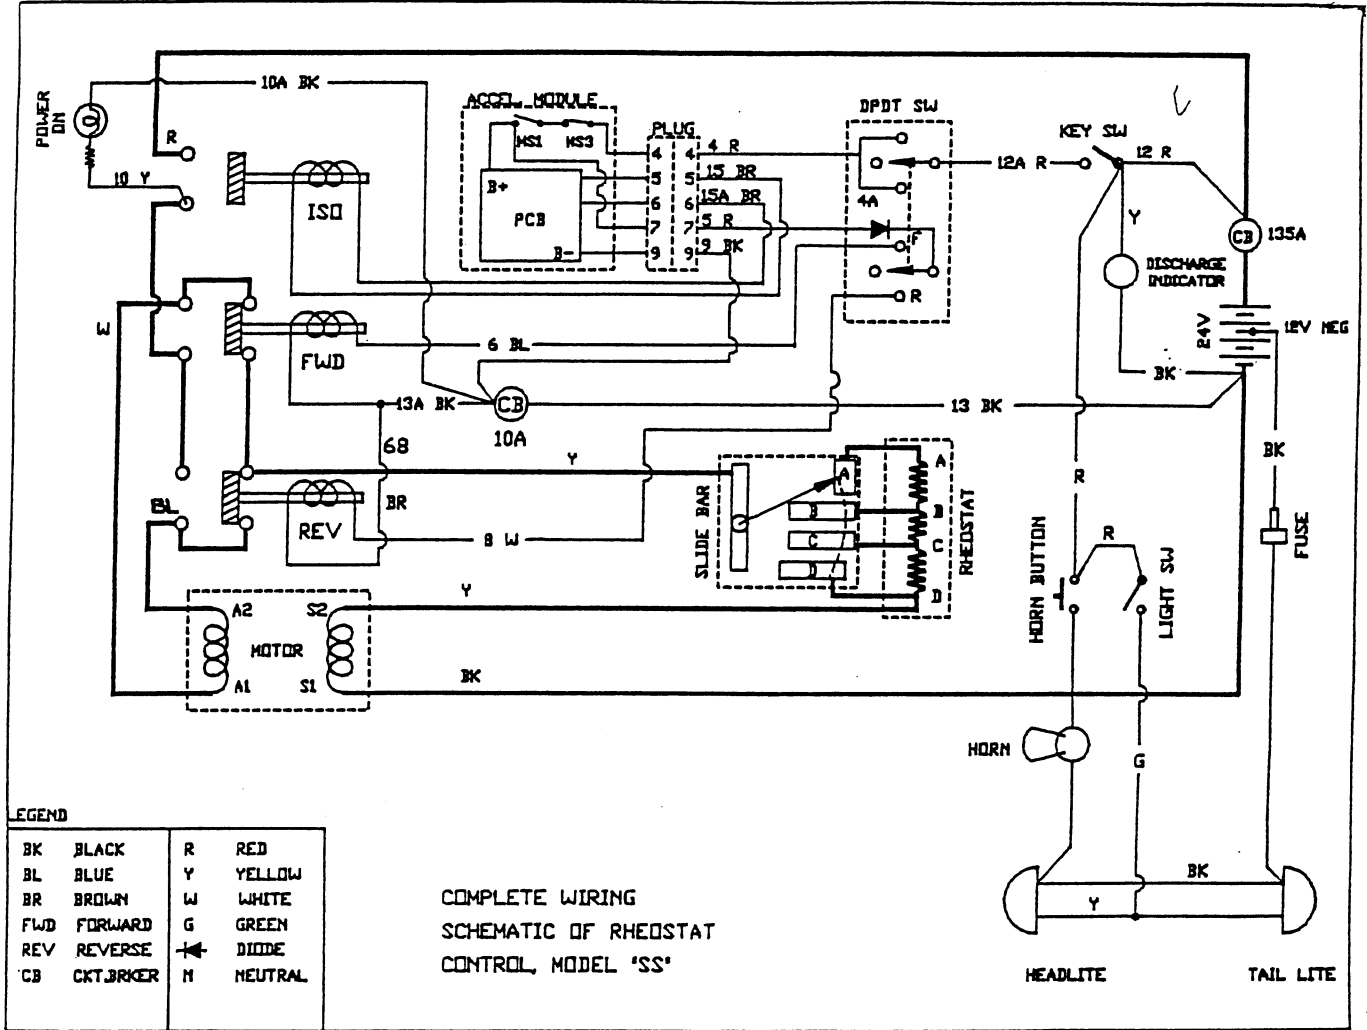 10A BK
POWER ON
R
10 Y
ISO
ACCEL MODULE
MS1 MS3
B+
PCB
B-
PLUG
4 4
5 5
6 6
7 7
9 9
4 R
15 BR
15A BR
5 R
9 BK
DPDT SW
4A
F
R
12A R
KEY SW
12 R
Y
CB 135A
DISCHARGE
INDICATOR
24V
12V NEG
BK
W
FWD
6 BL
13A BK
CB
10A
13 BK
68
BR
Y
BL
REV
8 W
SLIDE BAR
A
B
C
D
A
B
C
D
RHEOSTAT
R
BK
FUSE
HORN BUTTON
R
LIGHT SW
A2 S2
MOTOR
A1 S1
Y
BK
HORN
G
BK
Y
HEADLITE
TAIL LITE
LEGEND
BK BLACK R RED
BL BLUE Y YELLOW
BR BROWN W WHITE
FWD FORWARD G GREEN
REV REVERSE DIODE
CB CKT.BRKER N NEUTRAL
COMPLETE WIRING
SCHEMATIC OF RHEOSTAT
CONTROL, MODEL "SS"